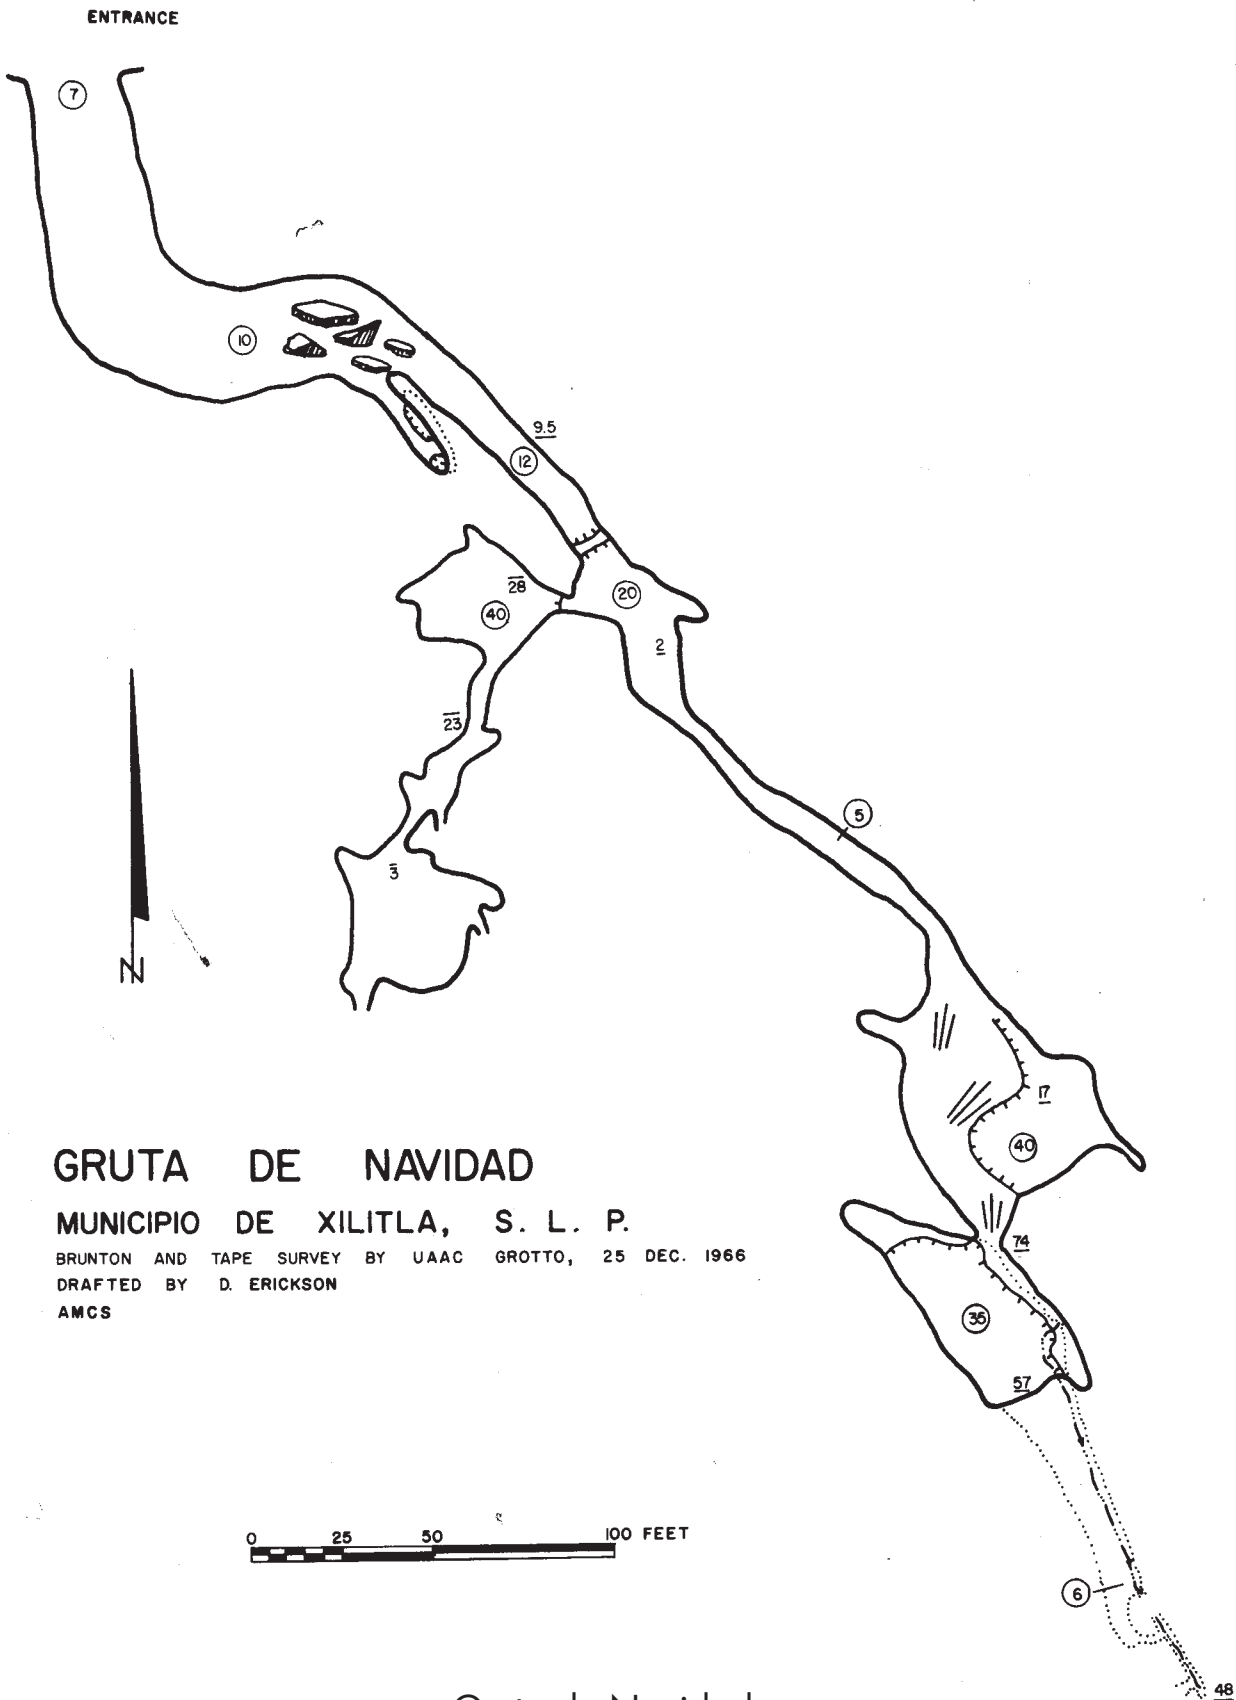 ENTRANCE
7
10
9.5
12
28
40
20
2
23
5
3
N
17
40
GRUTA DE NAVIDAD
MUNICIPIO DE XILITLA, S. L. P.
74
BRUNTON AND TAPE SURVEY BY UAAC GROTTO, 25 DEC. 1966
DRAFTED BY D. ERICKSON
AMCS
35
57
0 25 50 100 FEET
6
48